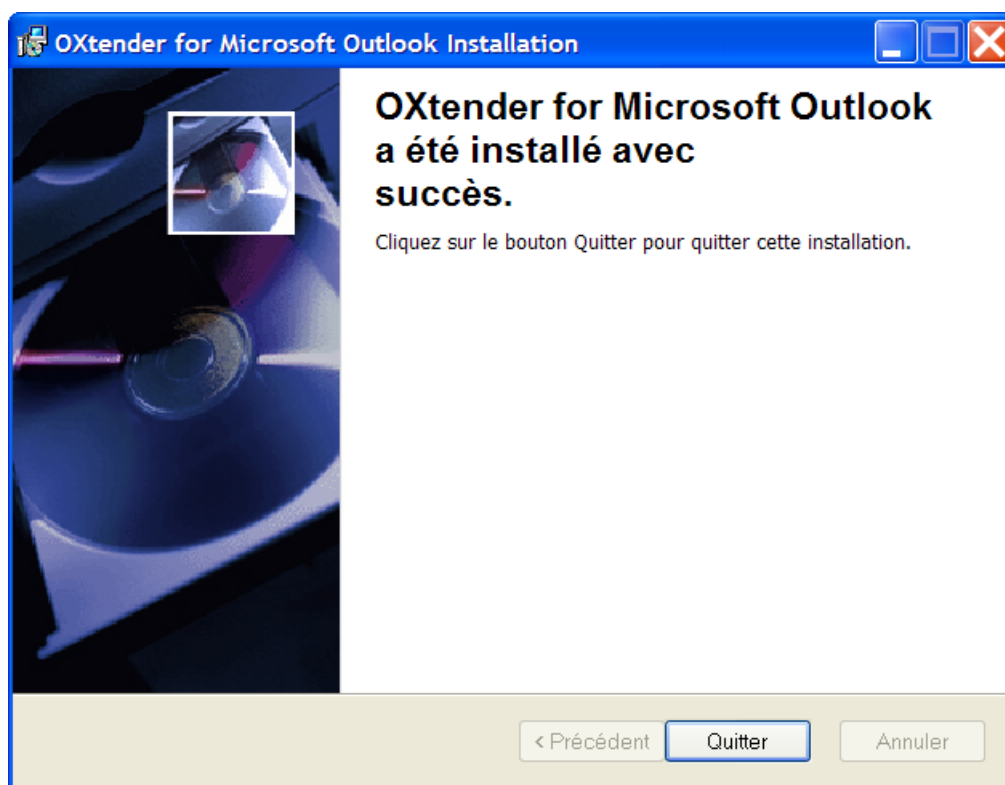 OXtender for Microsoft Outlook Installation
OXtender for Microsoft Outlook
a été installé avec
succès.
Cliquez sur le bouton Quitter pour quitter cette installation.
< Précédent
Quitter
Annuler